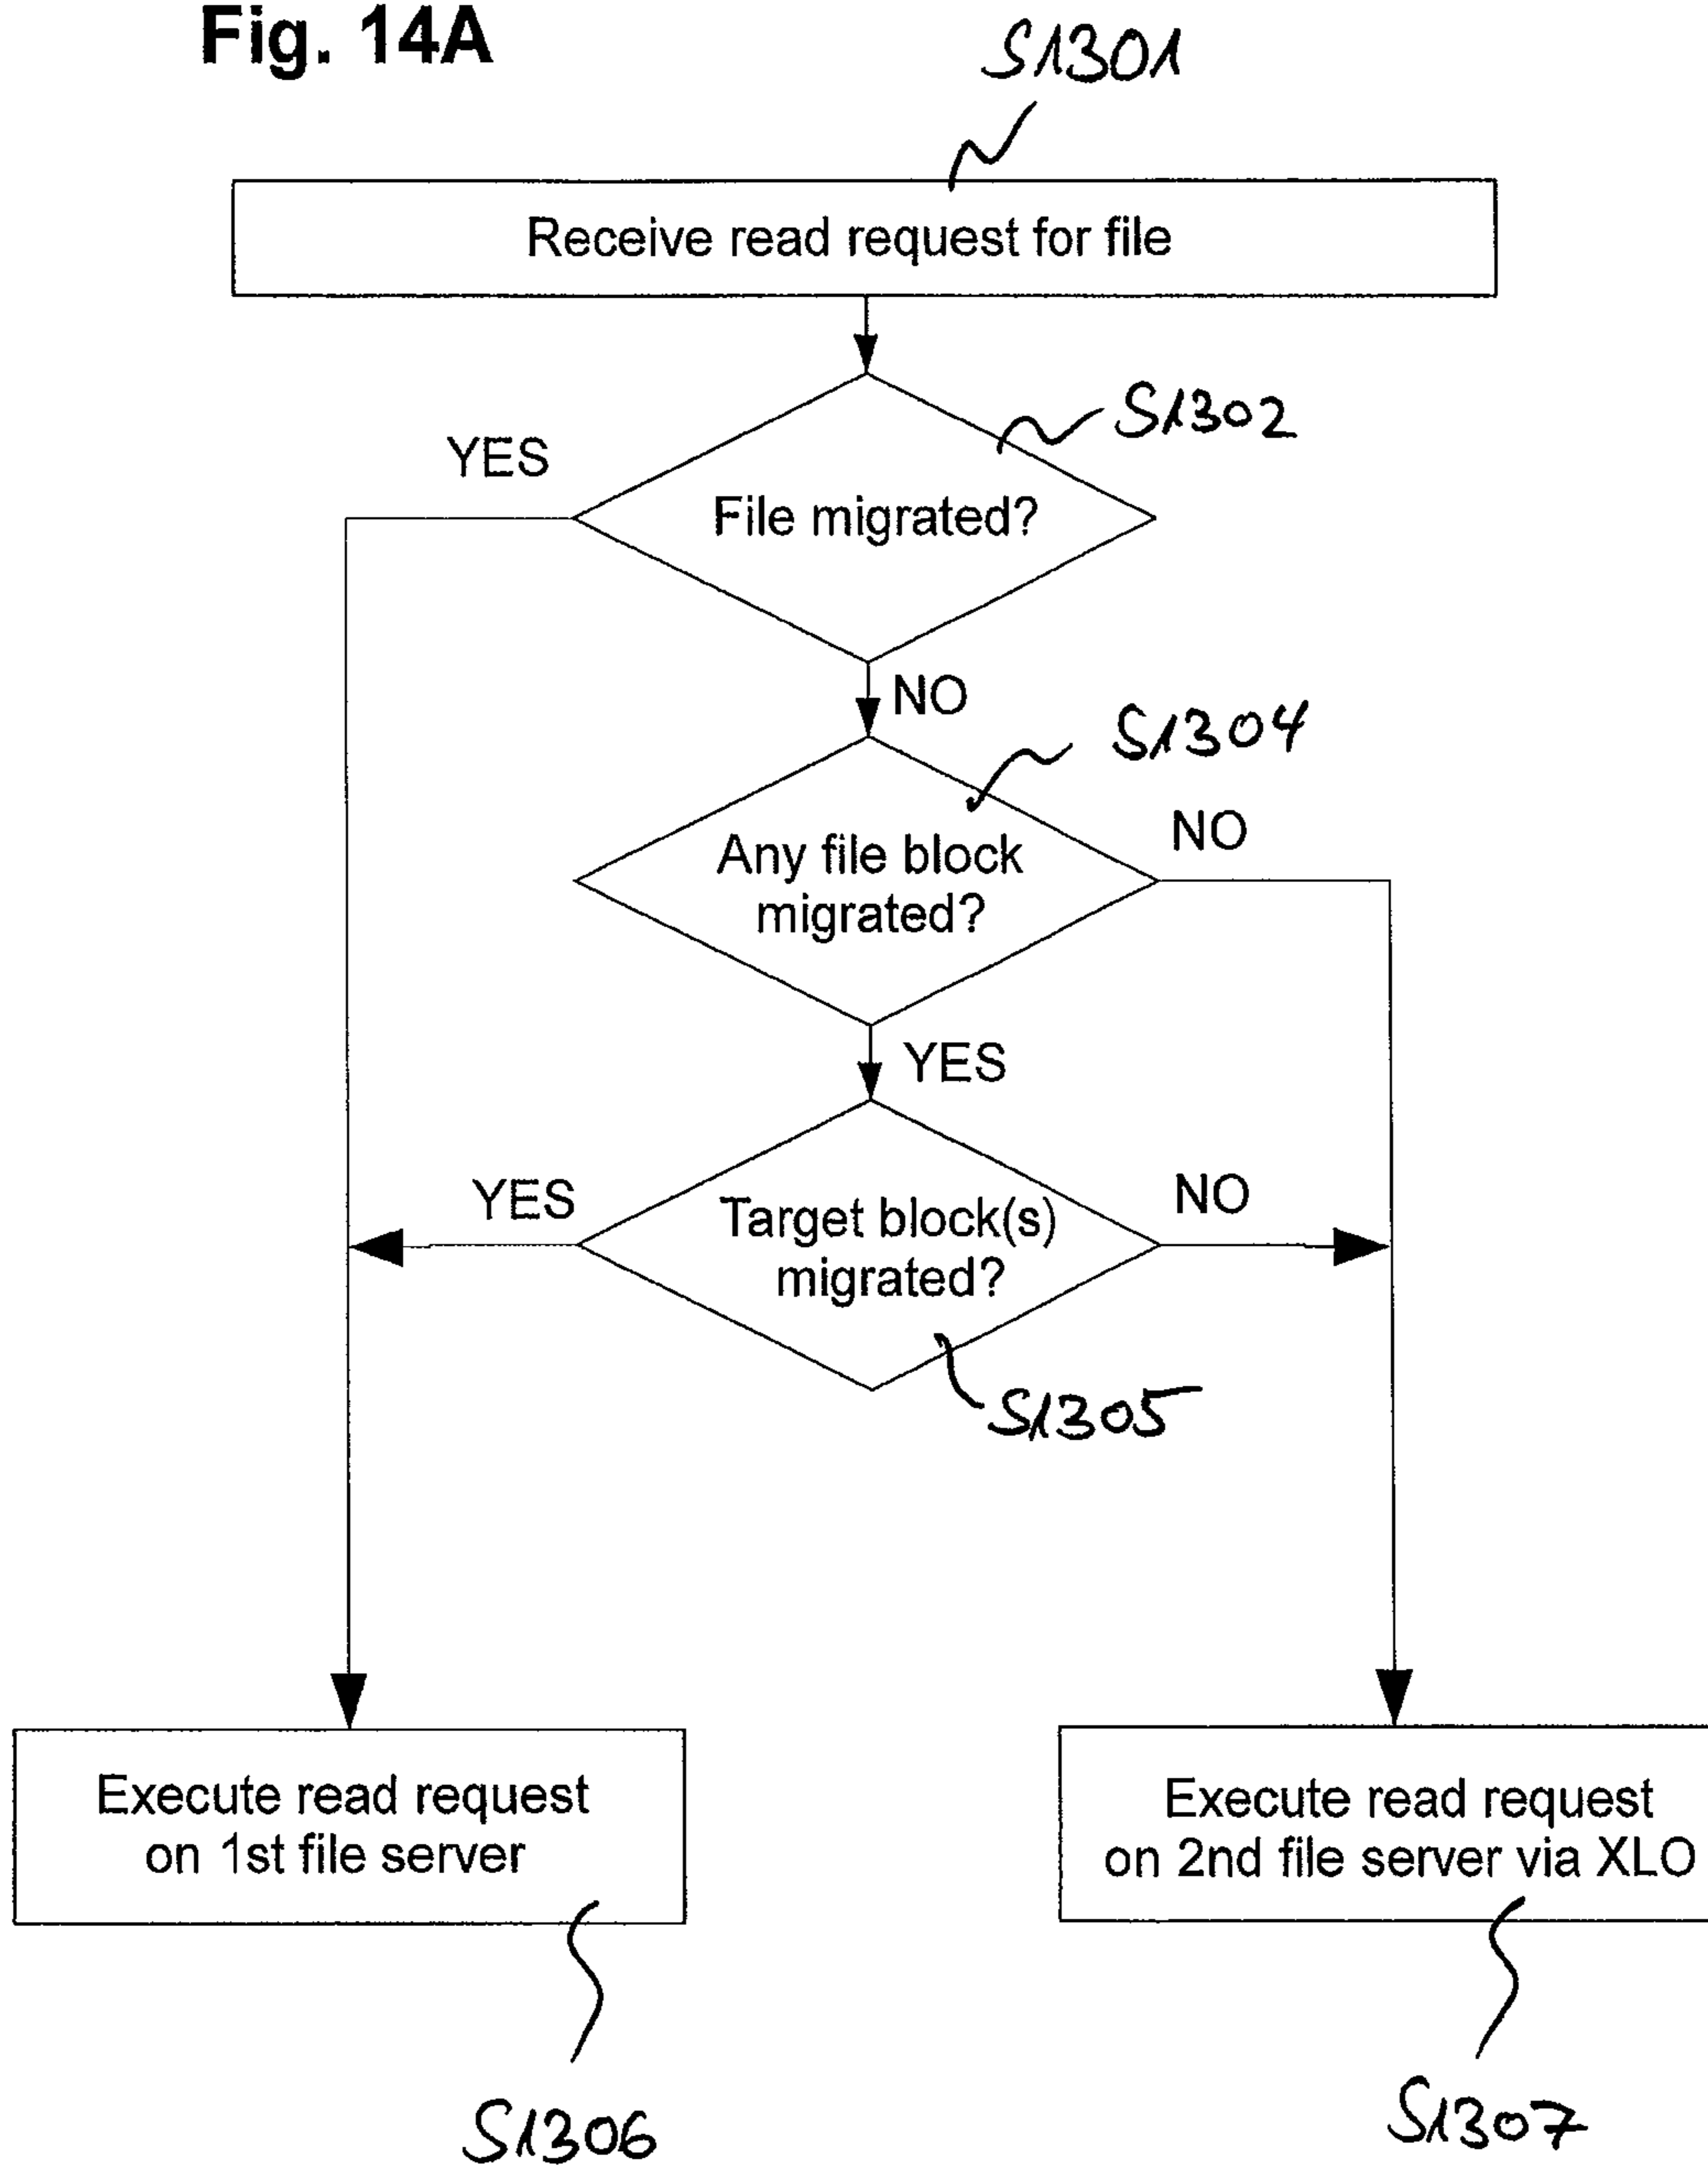 Fig. 14A
S1301
Receive read request for file
S1302
YES
File migrated?
NO
S1304
NO
Any file block
migrated?
YES
YES
NO
Target block(s)
migrated?
S1305
Execute read request
on 1st file server
Execute read request
on 2nd file server via XLO
S1306
S1307